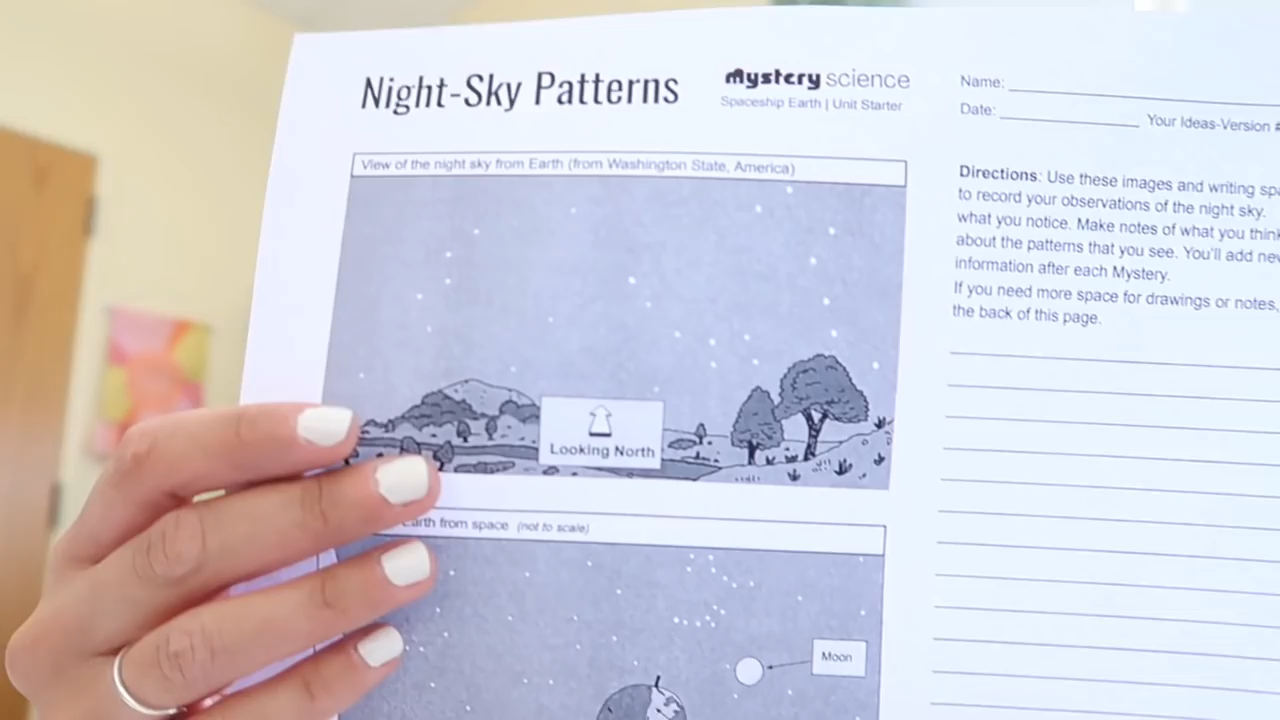 Night-Sky Patterns
mystery science
Spaceship Earth | Unit Starter
Name:
Date: Your Ideas-Version #
View of the night sky from Earth (from Washington State, America)
Looking North
Earth from space (not to scale)
Moon
Directions: Use these images and writing
to record your observations of the night sky.
what you notice. Make notes of what you think
about the patterns that you see. You'll add new
information after each Mystery.
If you need more space for drawings or notes,
the back of this page.